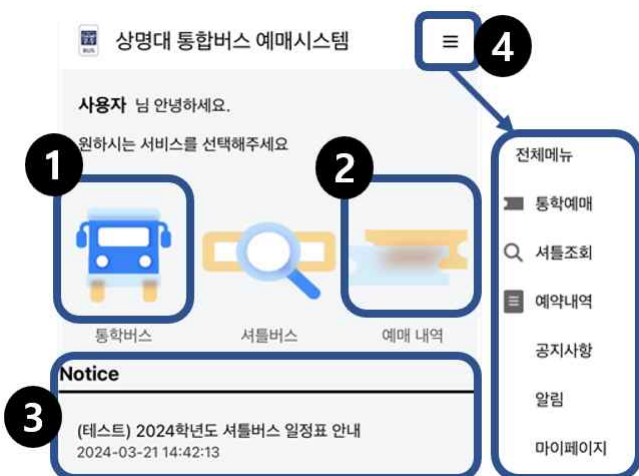 상명대 통합버스 예매시스템
4
사용자 님 안녕하세요.
원하시는 서비스를 선택해주세요
1
2
통학버스
셔틀버스
예매 내역
Notice
3
(테스트) 2024학년도 셔틀버스 일정표 안내
2024-03-21 14:42:13
전체메뉴
통학예매
셔틀조회
예약내역
공지사항
알림
마이페이지